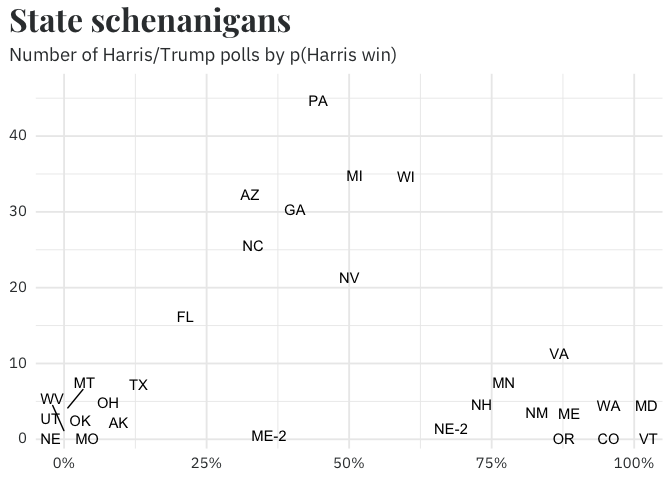 State schenanigans
Number of Harris/Trump polls by p(Harris win)
PA
40
MI WI
AZ
30 GA
NC
NV
20
FL
VA
10
MT TX MN
WV OH NH WA MD
UT OK AK NM ME
NE-2
0 NE MO ME-2 OR CO VT
0% 25% 50% 75% 100%